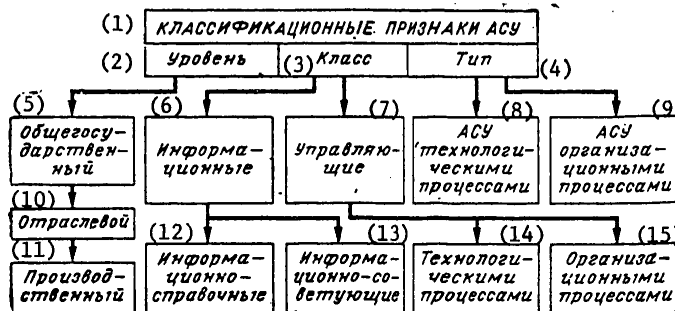 (1) КЛАССИФИКАЦИОННЫЕ ПРИЗНАКИ АСУ
(2) Уровень (3) Класс Тип (4)
(5) (6) (7) (8) (9)
Общегосу-
дарствен-
ный
Информа-
ционные
Управляю-
щие
АСУ
технологи-
ческими
процессами
АСУ
организа-
ционными
процессами
(10)
Отраслевой
(11) (12) (13) (14) (15)
Производ-
ственный
Информа-
ционно-
справочные
Информа-
ционно-со-
ветующие
Технологи-
ческими
процессами
Организа-
ционными
процессами